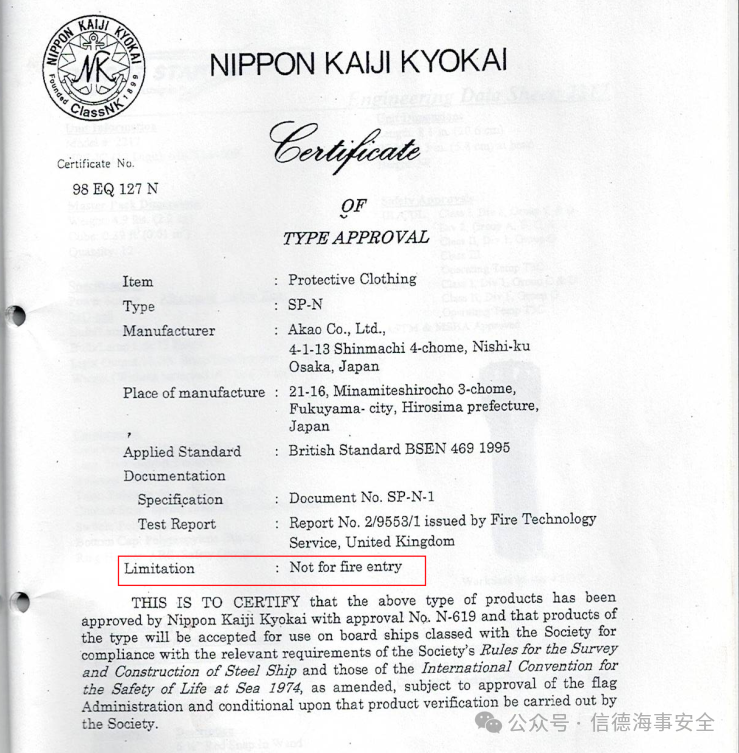 NIPPON KAIJI KYOKAI
Founded ClassNK 1899
NK
NIPPON KAIJI KYOKAI
Certificate
Certificate No.
98 EQ 127 N
OF
TYPE APPROVAL
Item : Protective Clothing
Type : SP-N
Manufacturer : Akao Co., Ltd.,
4-1-13 Shinmachi 4-chome, Nishi-ku
Osaka, Japan
Place of manufacture : 21-16, Minamiteshirocho 3-chome,
Fukuyama- city, Hirosima prefecture,
Japan
Applied Standard : British Standard BSEN 469 1995
Documentation
Specification : Document No. SP-N-1
Test Report : Report No. 2/9553/1 issued by Fire Technology
Service, United Kingdom
Limitation : Not for fire entry
THIS IS TO CERTIFY that the above type of products has been
approved by Nippon Kaiji Kyokai with approval No. N-619 and that products of
the type will be accepted for use on board ships classed with the Society for
compliance with the relevant requirements of the Society's Rules for the Survey
and Construction of Steel Ship and those of the International Convention for
the Safety of Life at Sea 1974, as amended, subject to approval of the flag
Administration and conditional upon that product verification be carried out by
the Society.
公众号 · 信德海事安全